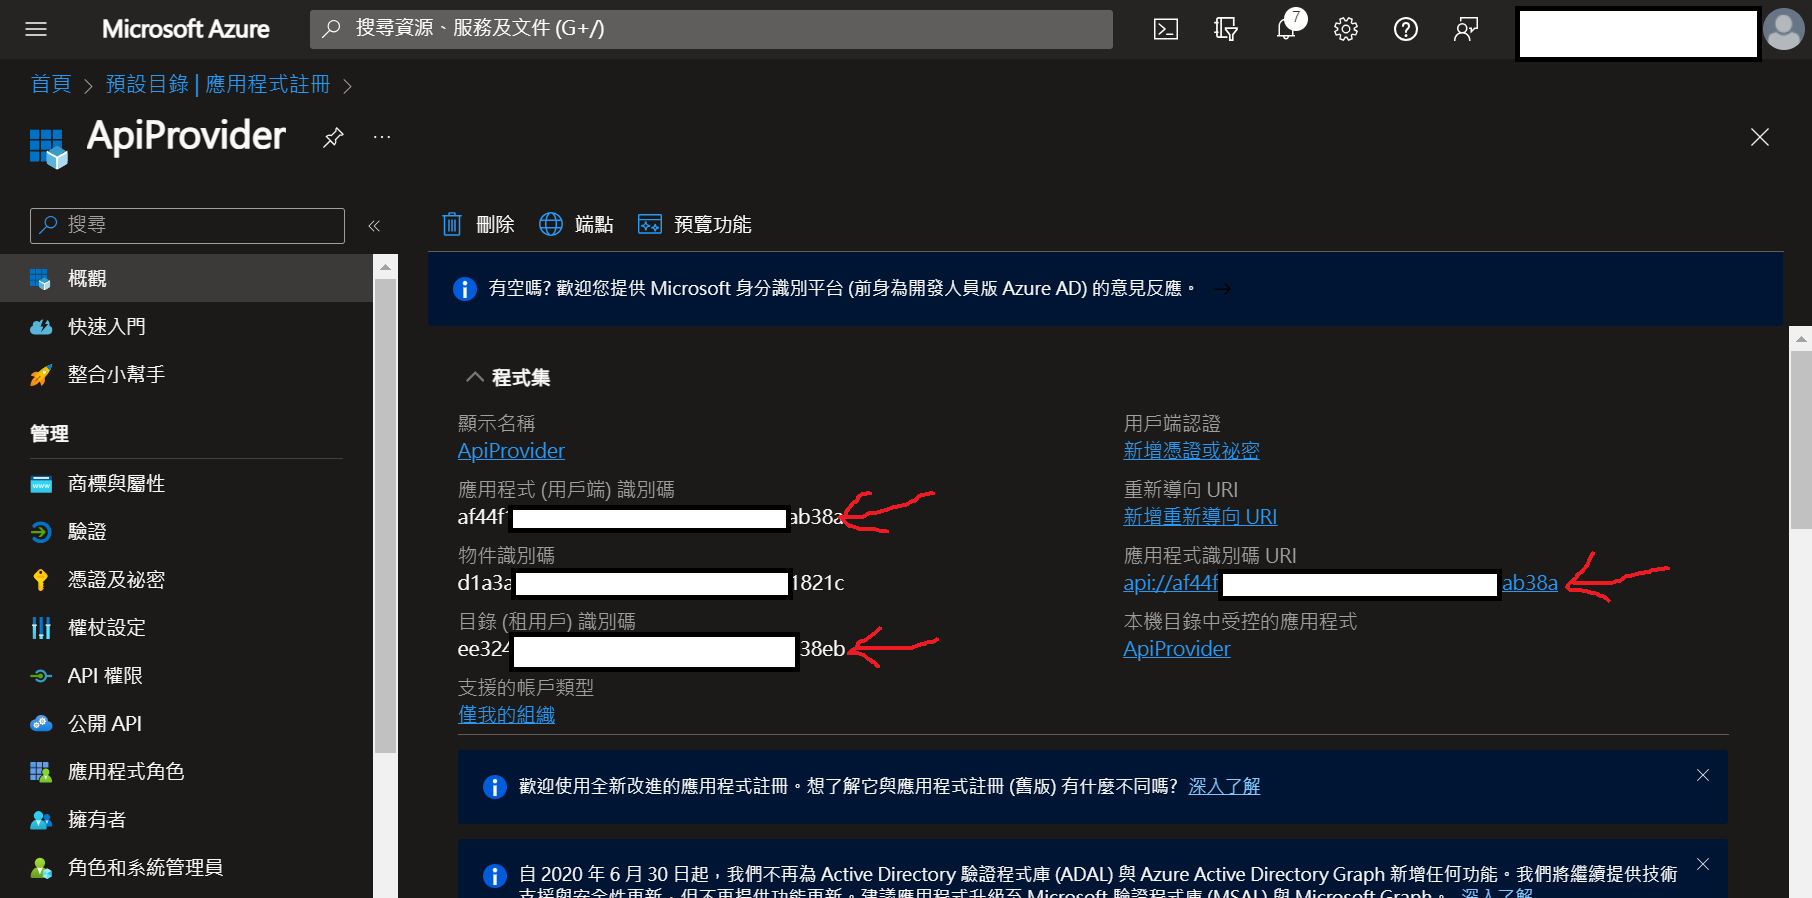 Microsoft Azure
搜尋資源、服務及文件 (G+/)
7
首頁 > 預設目錄 | 應用程式註冊 >
ApiProvider
搜尋
刪除
端點
預覽功能
有空嗎? 歡迎您提供 Microsoft 身分識別平台 (前身為開發人員版 Azure AD) 的意見反應。 →
概觀
快速入門
整合小幫手
管理
商標與屬性
驗證
憑證及祕密
權杖設定
API 權限
公開 API
應用程式角色
擁有者
角色和系統管理員
程式集
顯示名稱
ApiProvider
應用程式 (用戶端) 識別碼
af44f ab38a
物件識別碼
d1a3a 1821c
目錄 (租用戶) 識別碼
ee324 38eb
支援的帳戶類型
僅我的組織
用戶端認證
新增憑證或祕密
重新導向 URI
新增重新導向 URI
應用程式識別碼 URI
api://af44f ab38a
本機目錄中受控的應用程式
ApiProvider
歡迎使用全新改進的應用程式註冊。想了解它與應用程式註冊 (舊版) 有什麼不同嗎? 深入了解
自 2020 年 6 月 30 日起，我們不再為 Active Directory 驗證程式庫 (ADAL) 與 Azure Active Directory Graph 新增任何功能。我們將繼續提供技術
支援與安全性更新，但不再提供功能更新。建議應用程式升級至 Microsoft 驗證程式庫 (MSAL) 與 Microsoft Graph。 深入了解